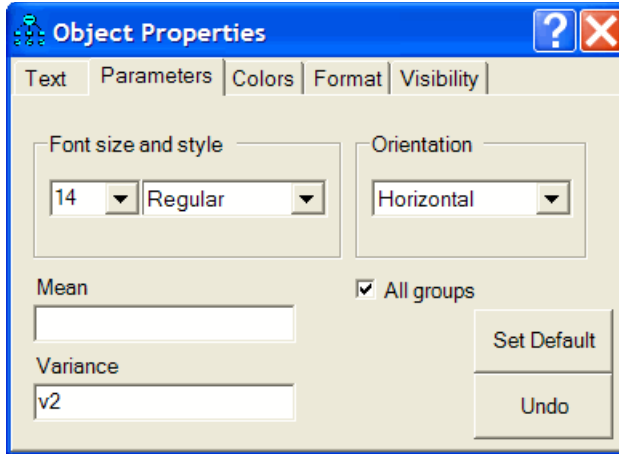 Object Properties
Text Parameters Colors Format Visibility
Font size and style Orientation
14 Regular Horizontal
Mean All groups
Set Default
Variance
v2
Undo